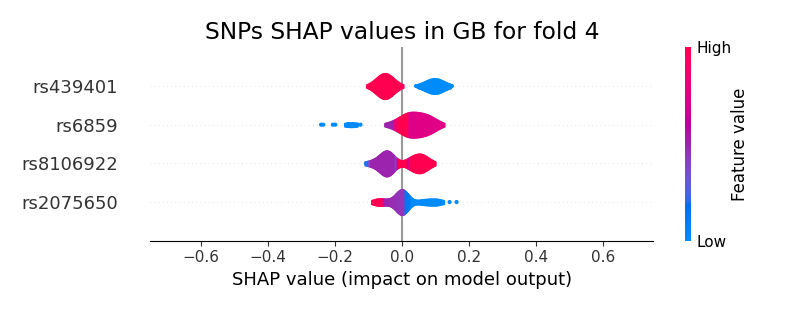 SNPs SHAP values in GB for fold 4
High
rs439401
rs6859
rs8106922
rs2075650
Feature value
Low
−0.6 −0.4 −0.2 0.0 0.2 0.4 0.6
SHAP value (impact on model output)